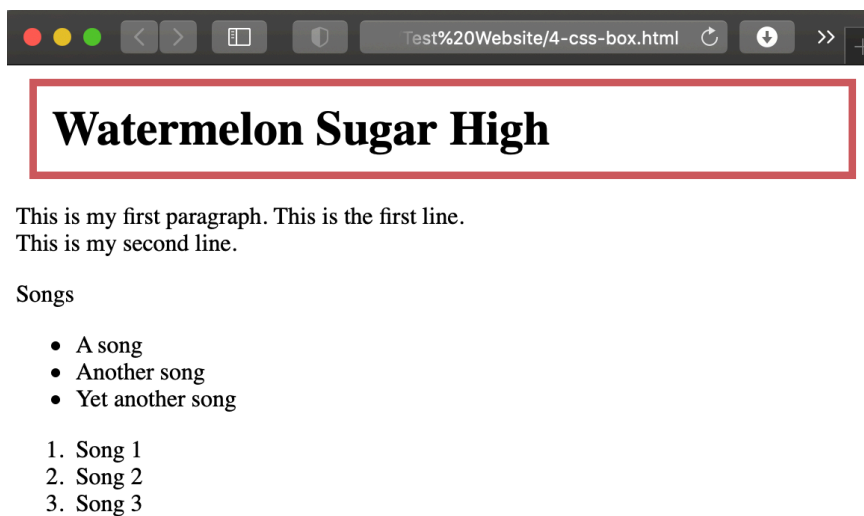 Test%20Website/4-css-box.html
Watermelon Sugar High
This is my first paragraph. This is the first line.
This is my second line.
Songs
• A song
• Another song
• Yet another song
1. Song 1
2. Song 2
3. Song 3